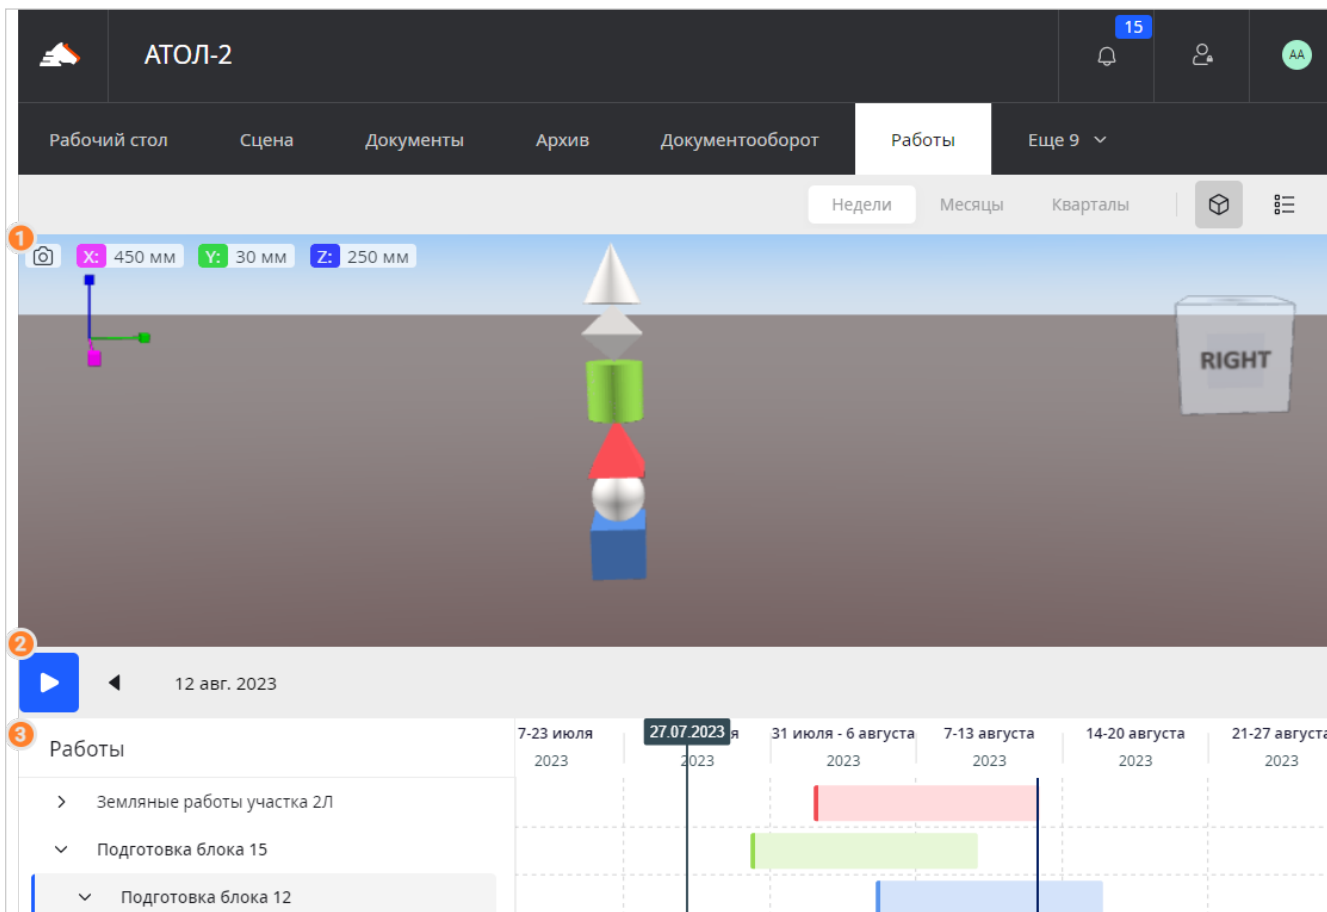 АТОЛ-2
15
АА
Рабочий стол Сцена Документы Архив Документооборот Работы Еще 9
Недели Месяцы Кварталы
1
X: 450 мм Y: 30 мм Z: 250 мм
RIGHT
2
12 авг. 2023
3
Работы
7-23 июля 27.07.2023 я 31 июля - 6 августа 7-13 августа 14-20 августа 21-27 августа
2023 2023 2023 2023 2023 2023
Земляные работы участка 2Л
Подготовка блока 15
Подготовка блока 12